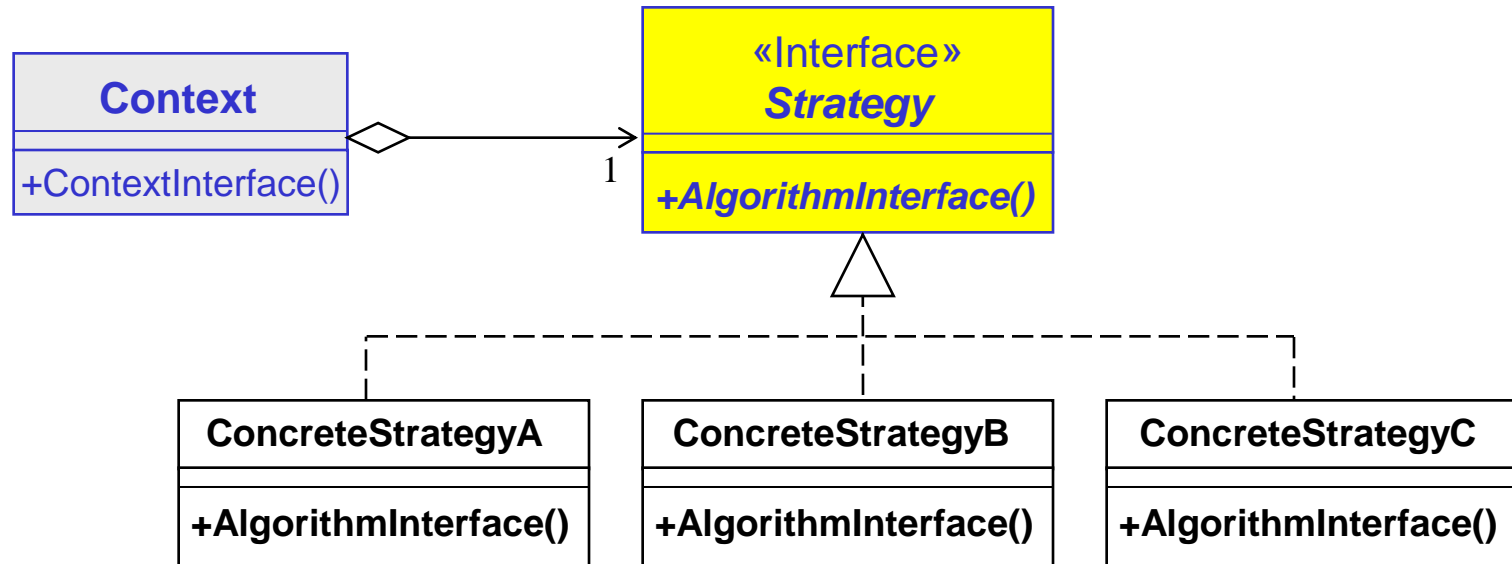 Context
+ContextInterface()
1
«Interface»
Strategy
+AlgorithmInterface()
ConcreteStrategyA
+AlgorithmInterface()
ConcreteStrategyB
+AlgorithmInterface()
ConcreteStrategyC
+AlgorithmInterface()